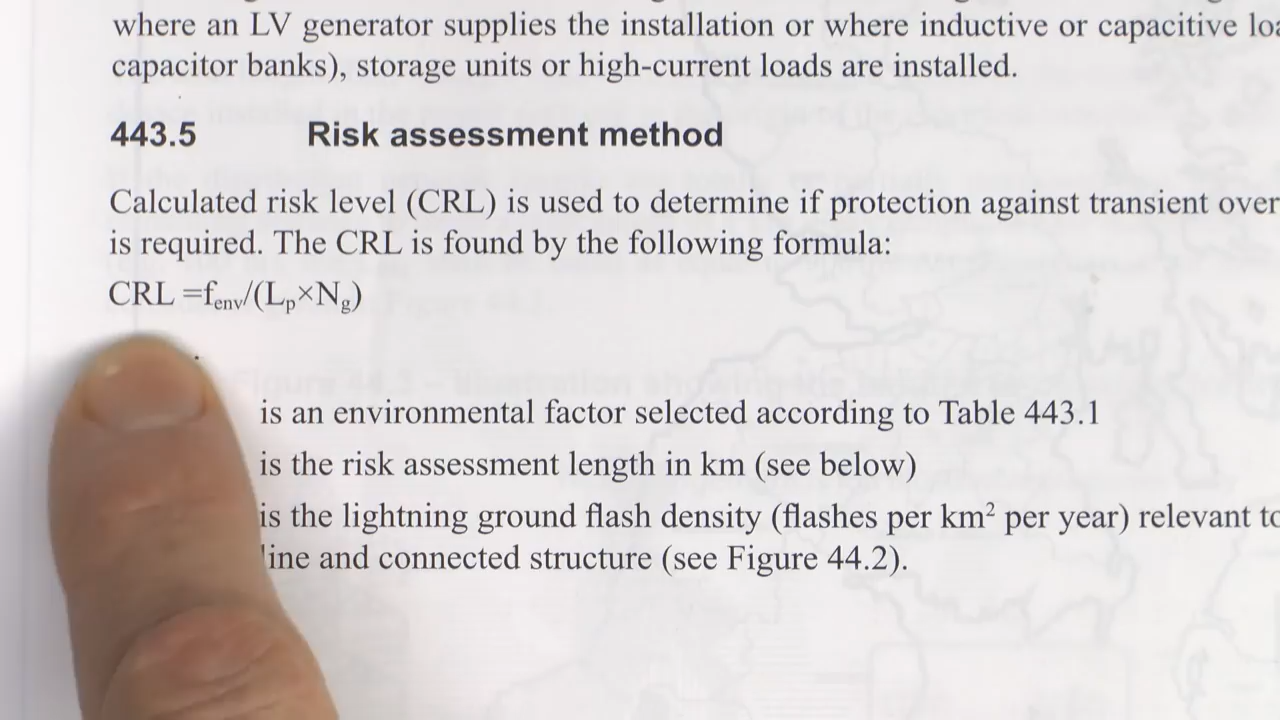 where an LV generator supplies the installation or where inductive or capacitive
capacitor banks), storage units or high-current loads are installed.
443.5 Risk assessment method
Calculated risk level (CRL) is used to determine if protection against transient over
is required. The CRL is found by the following formula:
CRL =fenv/(Lp×Ng)
is an environmental factor selected according to Table 443.1
is the risk assessment length in km (see below)
is the lightning ground flash density (flashes per km² per year) relevant to
line and connected structure (see Figure 44.2).